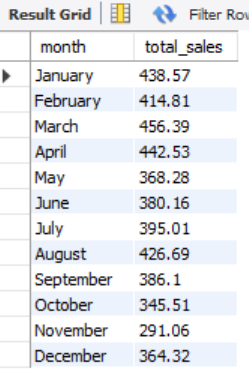 Result Grid Filter Rov
month total_sales
January 438.57
February 414.81
March 456.39
April 442.53
May 368.28
June 380.16
July 395.01
August 426.69
September 386.1
October 345.51
November 291.06
December 364.32